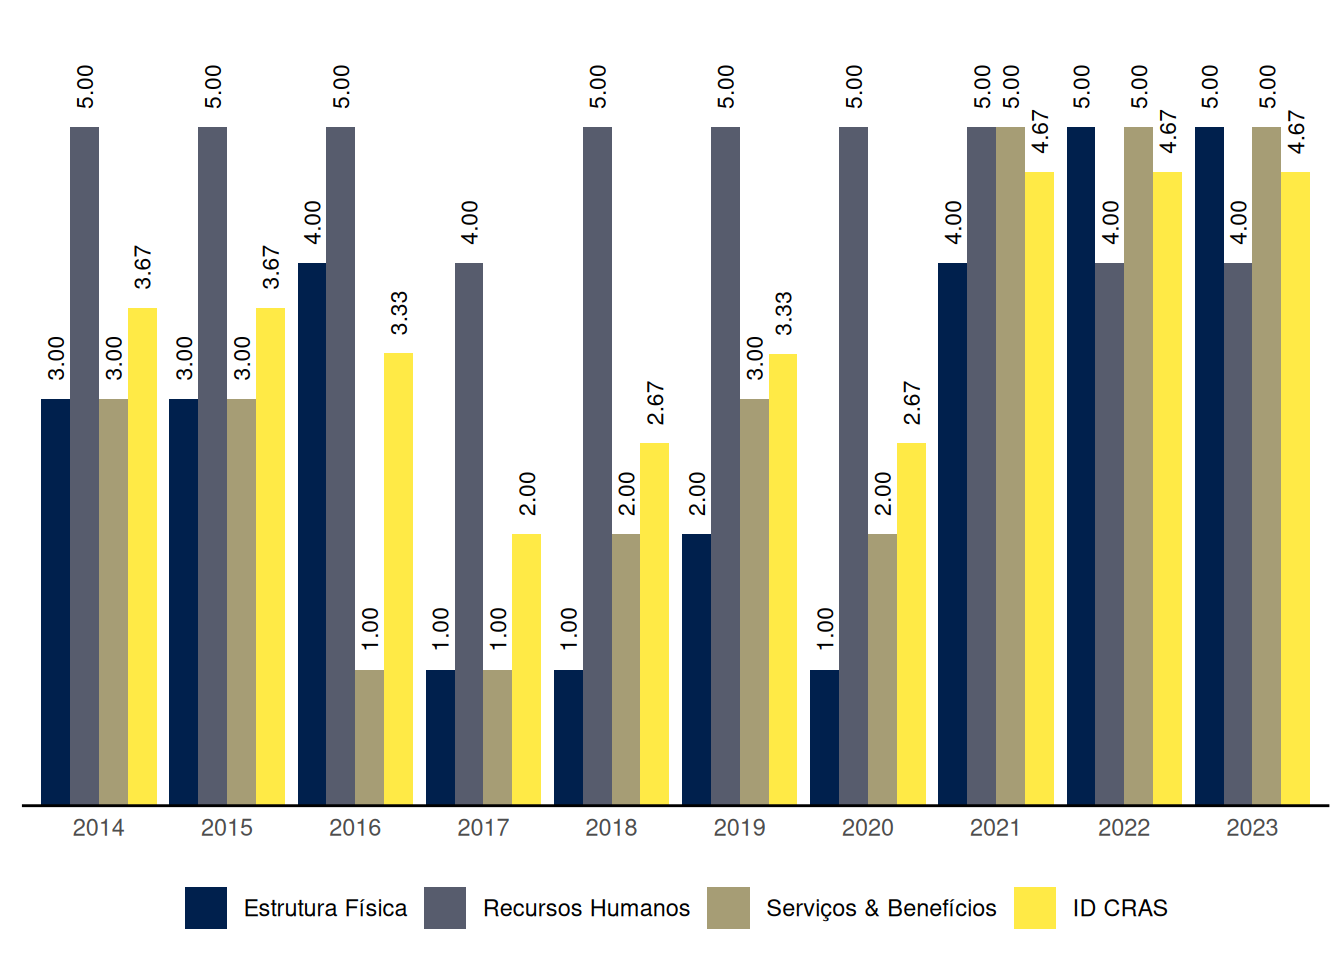 5.00 5.00 5.00 5.00 5.00 5.00 5.00 5.00 5.00 5.00 5.00 5.00
4.67 4.67 4.67
4.00 4.00 4.00 4.00 4.00
3.67 3.67
3.33 3.33
3.00 3.00 3.00 3.00 3.00
2.67 2.67
2.00 2.00 2.00 2.00
1.00 1.00 1.00 1.00 1.00
2014 2015 2016 2017 2018 2019 2020 2021 2022 2023
Estrutura Física Recursos Humanos Serviços & Benefícios ID CRAS